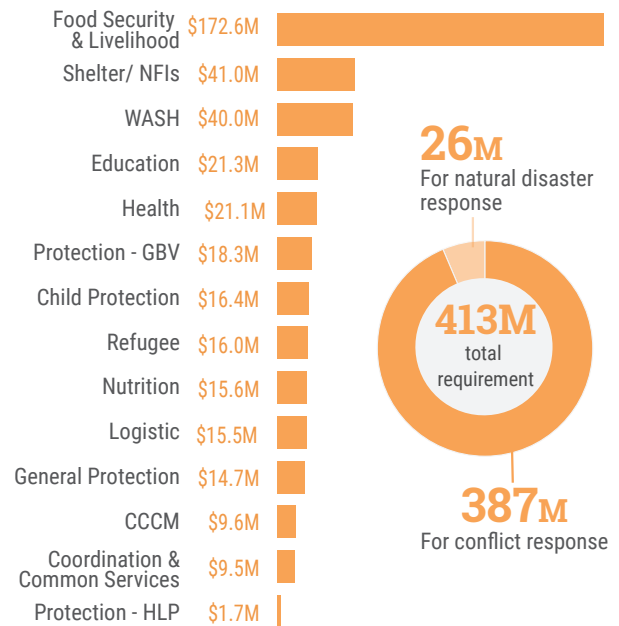 Food Security
& Livelihood $172.6M
Shelter/ NFIs $41.0M
WASH $40.0M
Education $21.3M
Health $21.1M
Protection - GBV $18.3M
Child Protection $16.4M
Refugee $16.0M
Nutrition $15.6M
Logistic $15.5M
General Protection $14.7M
CCCM $9.6M
Coordination &
Common Services $9.5M
Protection - HLP $1.7M
26M
For natural disaster
response
413M
total
requirement
387M
For conflict response